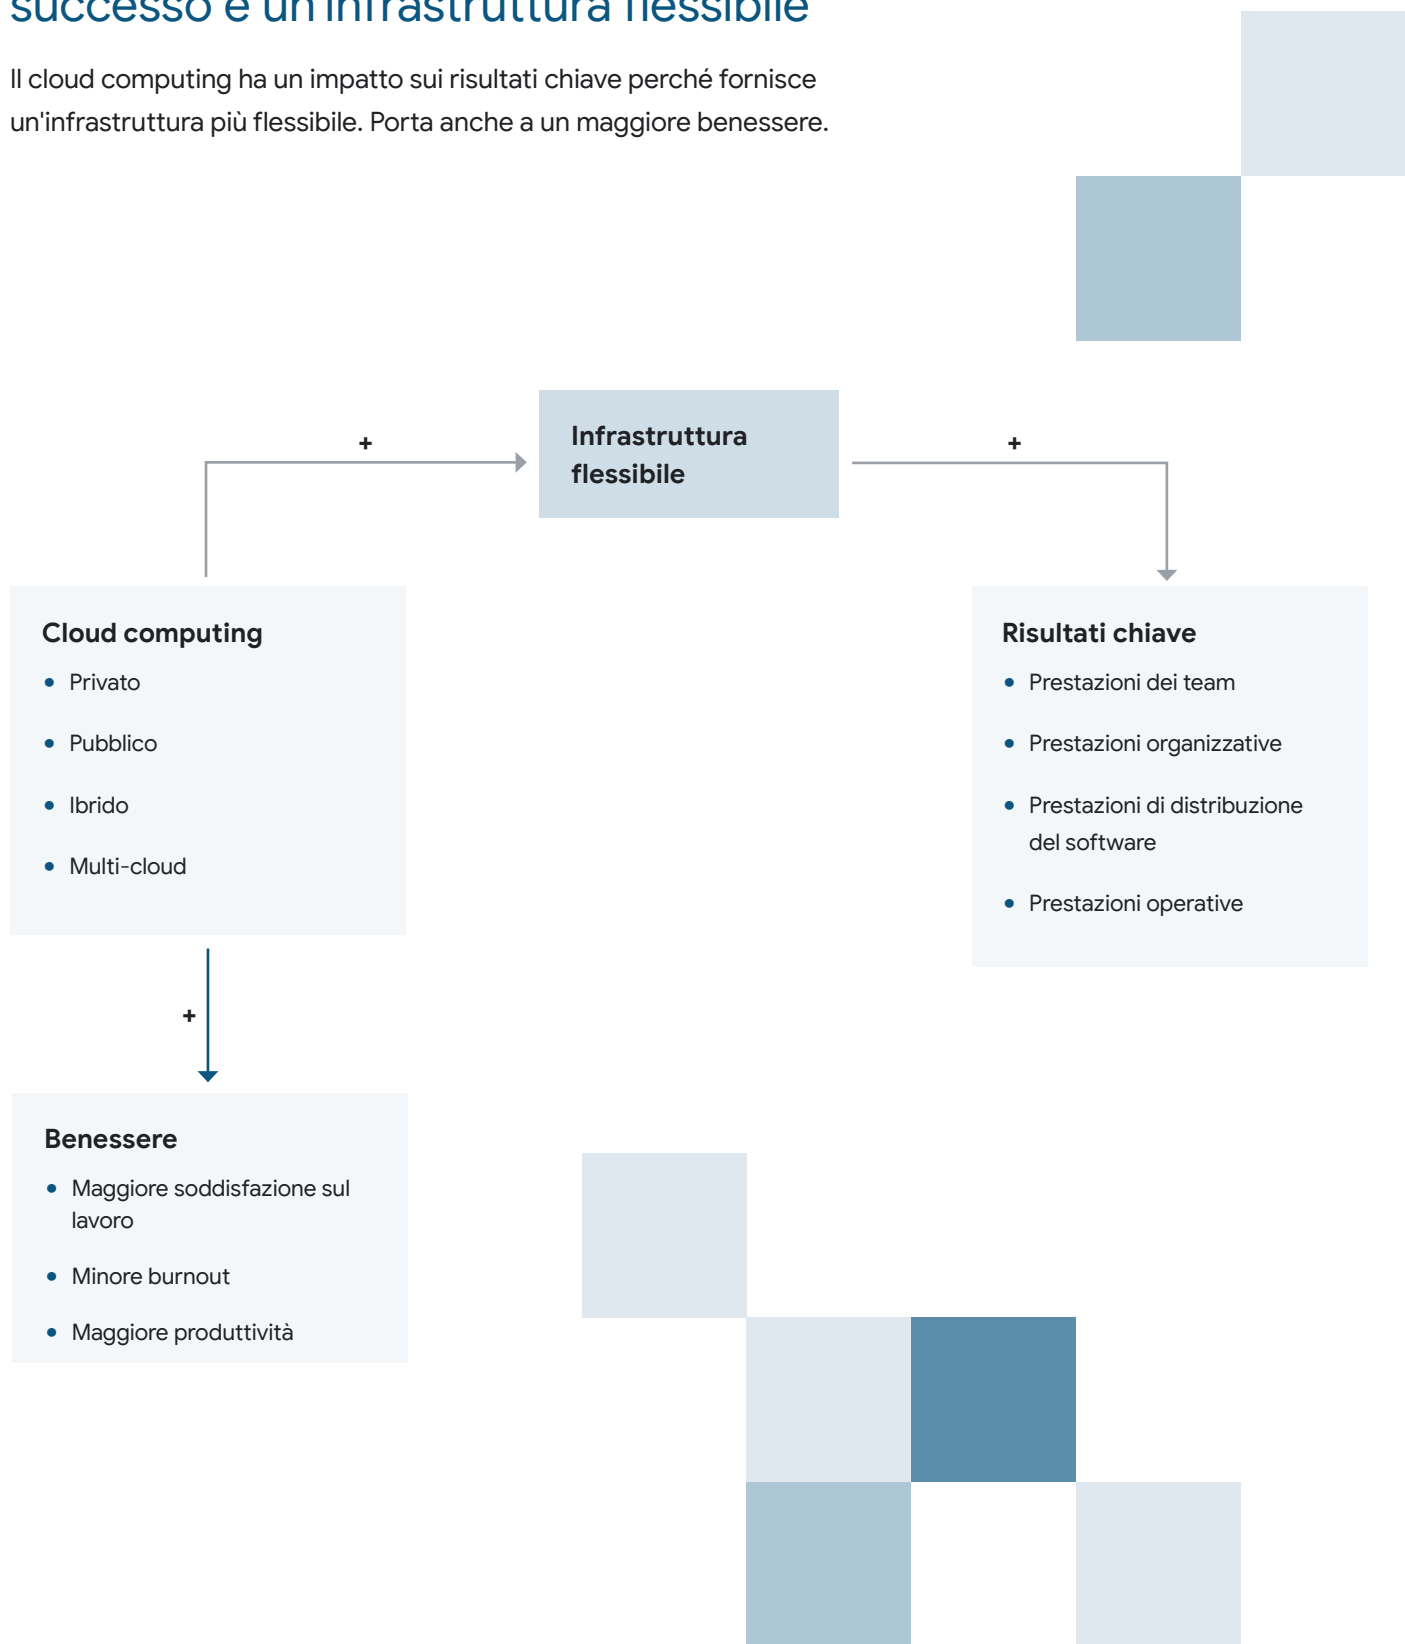 successo è un'infrastruttura flessibile
Il cloud computing ha un impatto sui risultati chiave perché fornisce
un'infrastruttura più flessibile. Porta anche a un maggiore benessere.
+
Infrastruttura
flessibile
+
Cloud computing
• Privato
• Pubblico
• Ibrido
• Multi-cloud
Risultati chiave
• Prestazioni dei team
• Prestazioni organizzative
• Prestazioni di distribuzione
del software
• Prestazioni operative
+
Benessere
• Maggiore soddisfazione sul
lavoro
• Minore burnout
• Maggiore produttività